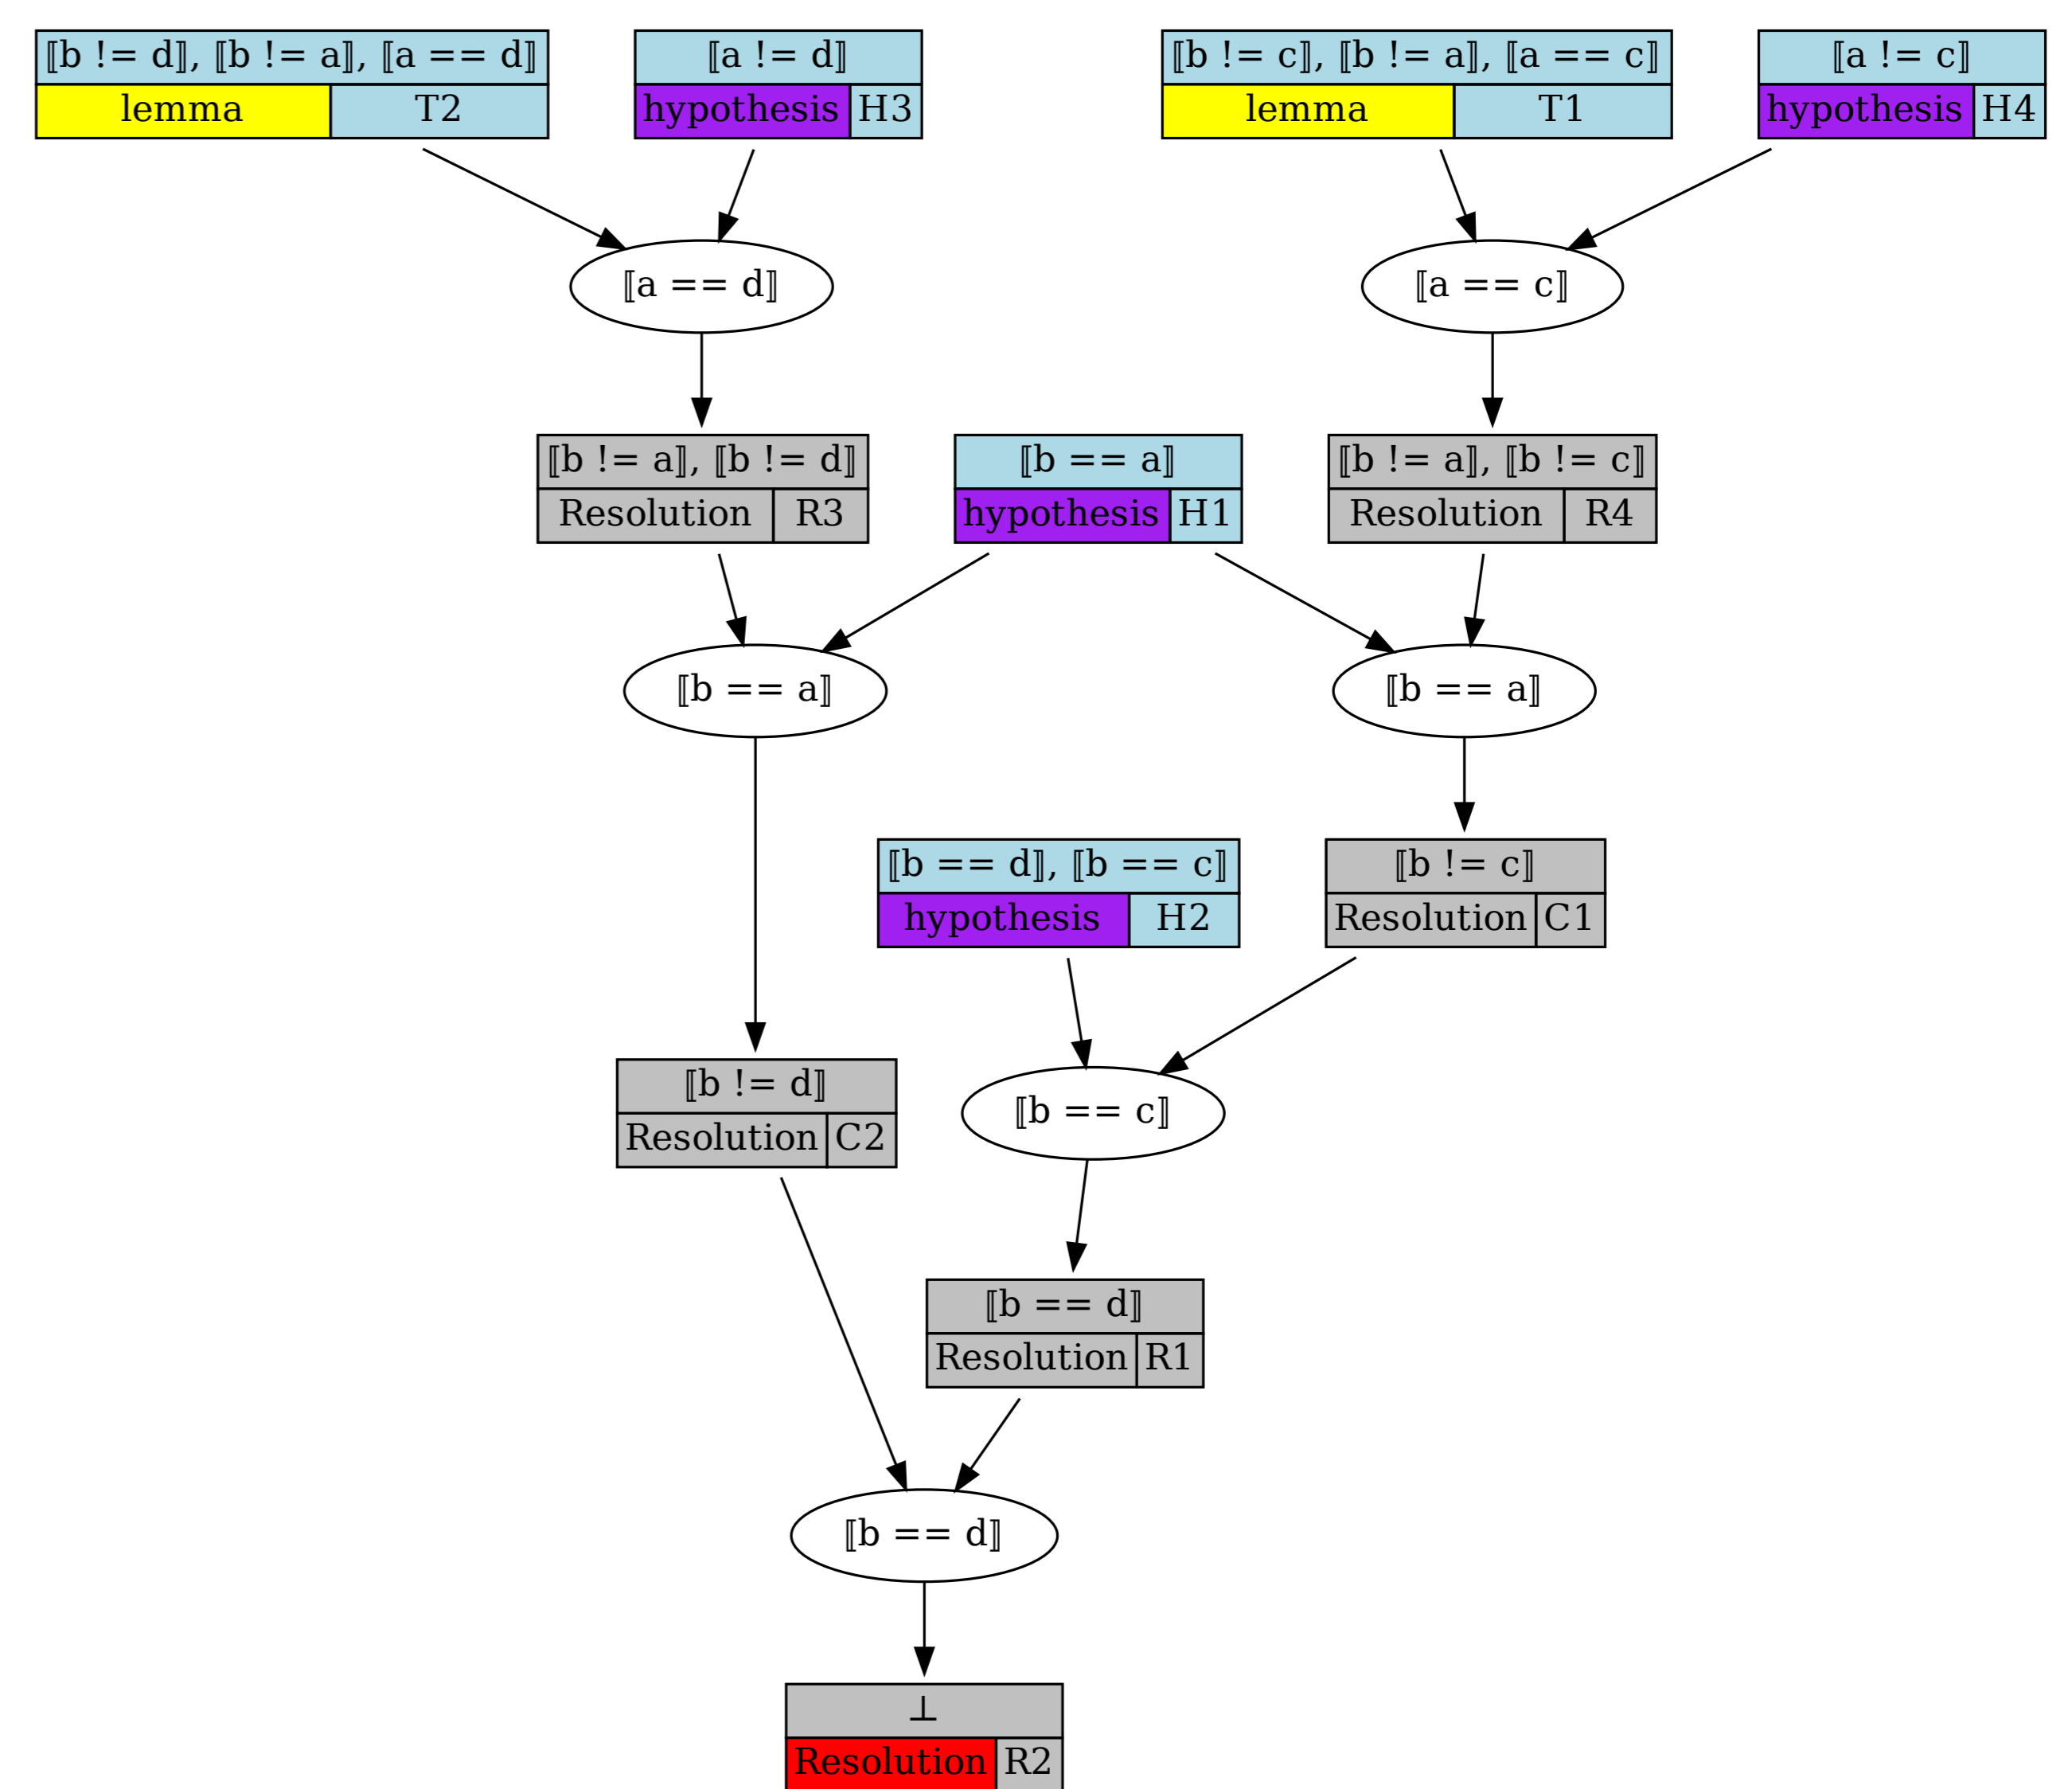 ⟦b != d⟧, ⟦b != a⟧, ⟦a == d⟧
lemma T2
⟦a != d⟧
hypothesis H3
⟦b != c⟧, ⟦b != a⟧, ⟦a == c⟧
lemma T1
⟦a != c⟧
hypothesis H4
⟦a == d⟧
⟦a == c⟧
⟦b != a⟧, ⟦b != d⟧
Resolution R3
⟦b == a⟧
hypothesis H1
⟦b != a⟧, ⟦b != c⟧
Resolution R4
⟦b == a⟧
⟦b == a⟧
⟦b == d⟧, ⟦b == c⟧
hypothesis H2
⟦b != c⟧
Resolution C1
⟦b != d⟧
Resolution C2
⟦b == c⟧
⟦b == d⟧
Resolution R1
⟦b == d⟧
⊥
Resolution R2